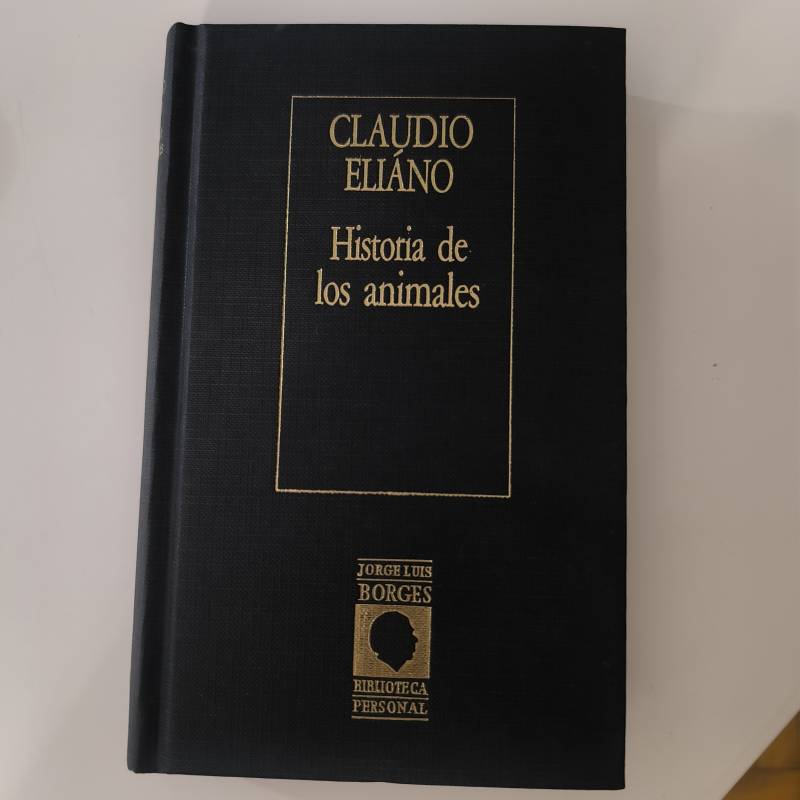 CLAUDIO
ELIÁNO
Historia de
los animales
JORGE LUIS
BORGES
BIBLIOTECA
PERSONAL